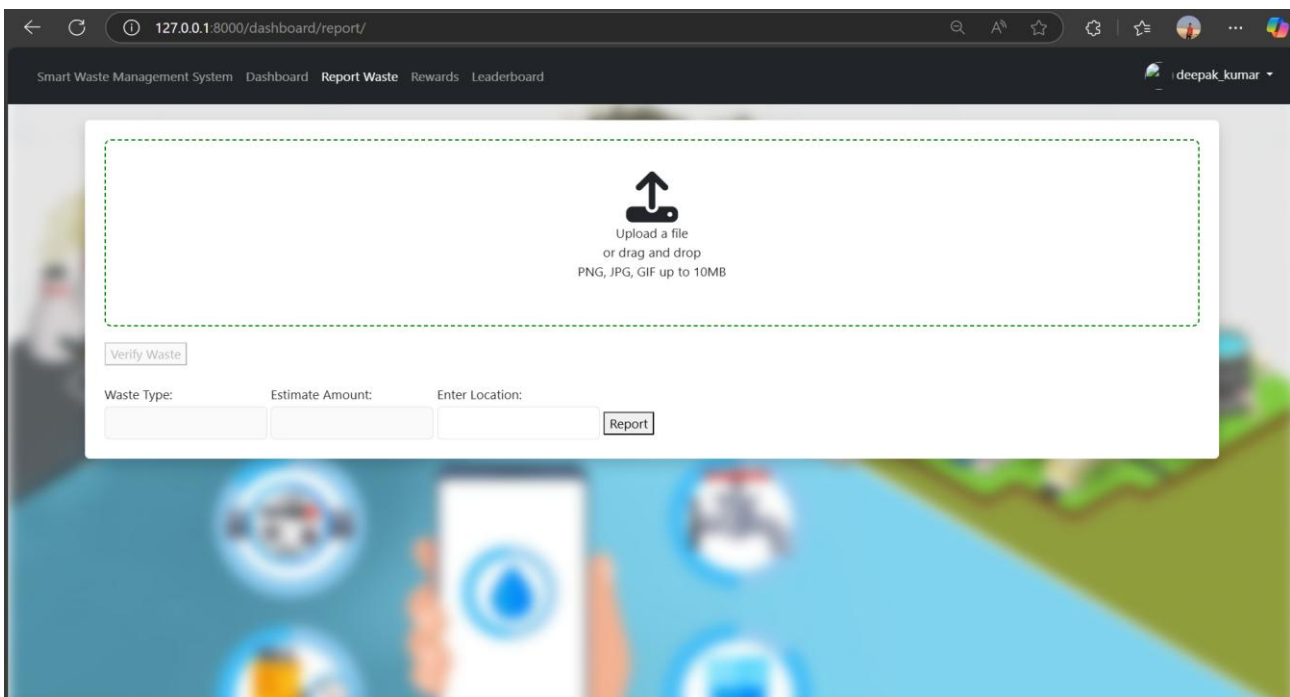 127.0.0.1:8000/dashboard/report/
Smart Waste Management System Dashboard Report Waste Rewards Leaderboard deepak_kumar
Upload a file
or drag and drop
PNG, JPG, GIF up to 10MB
Verify Waste
Waste Type: Estimate Amount: Enter Location:
Report